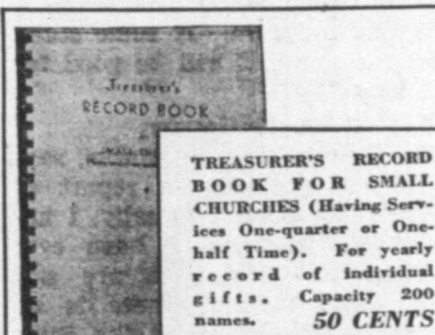 Treasurer's
RECORD BOOK
TREASURER'S RECORD
BOOK FOR SMALL
CHURCHES (Having Serv-
ices One-quarter or One-
half Time). For yearly
record of individual
gifts. Capacity 200
names. 50 CENTS